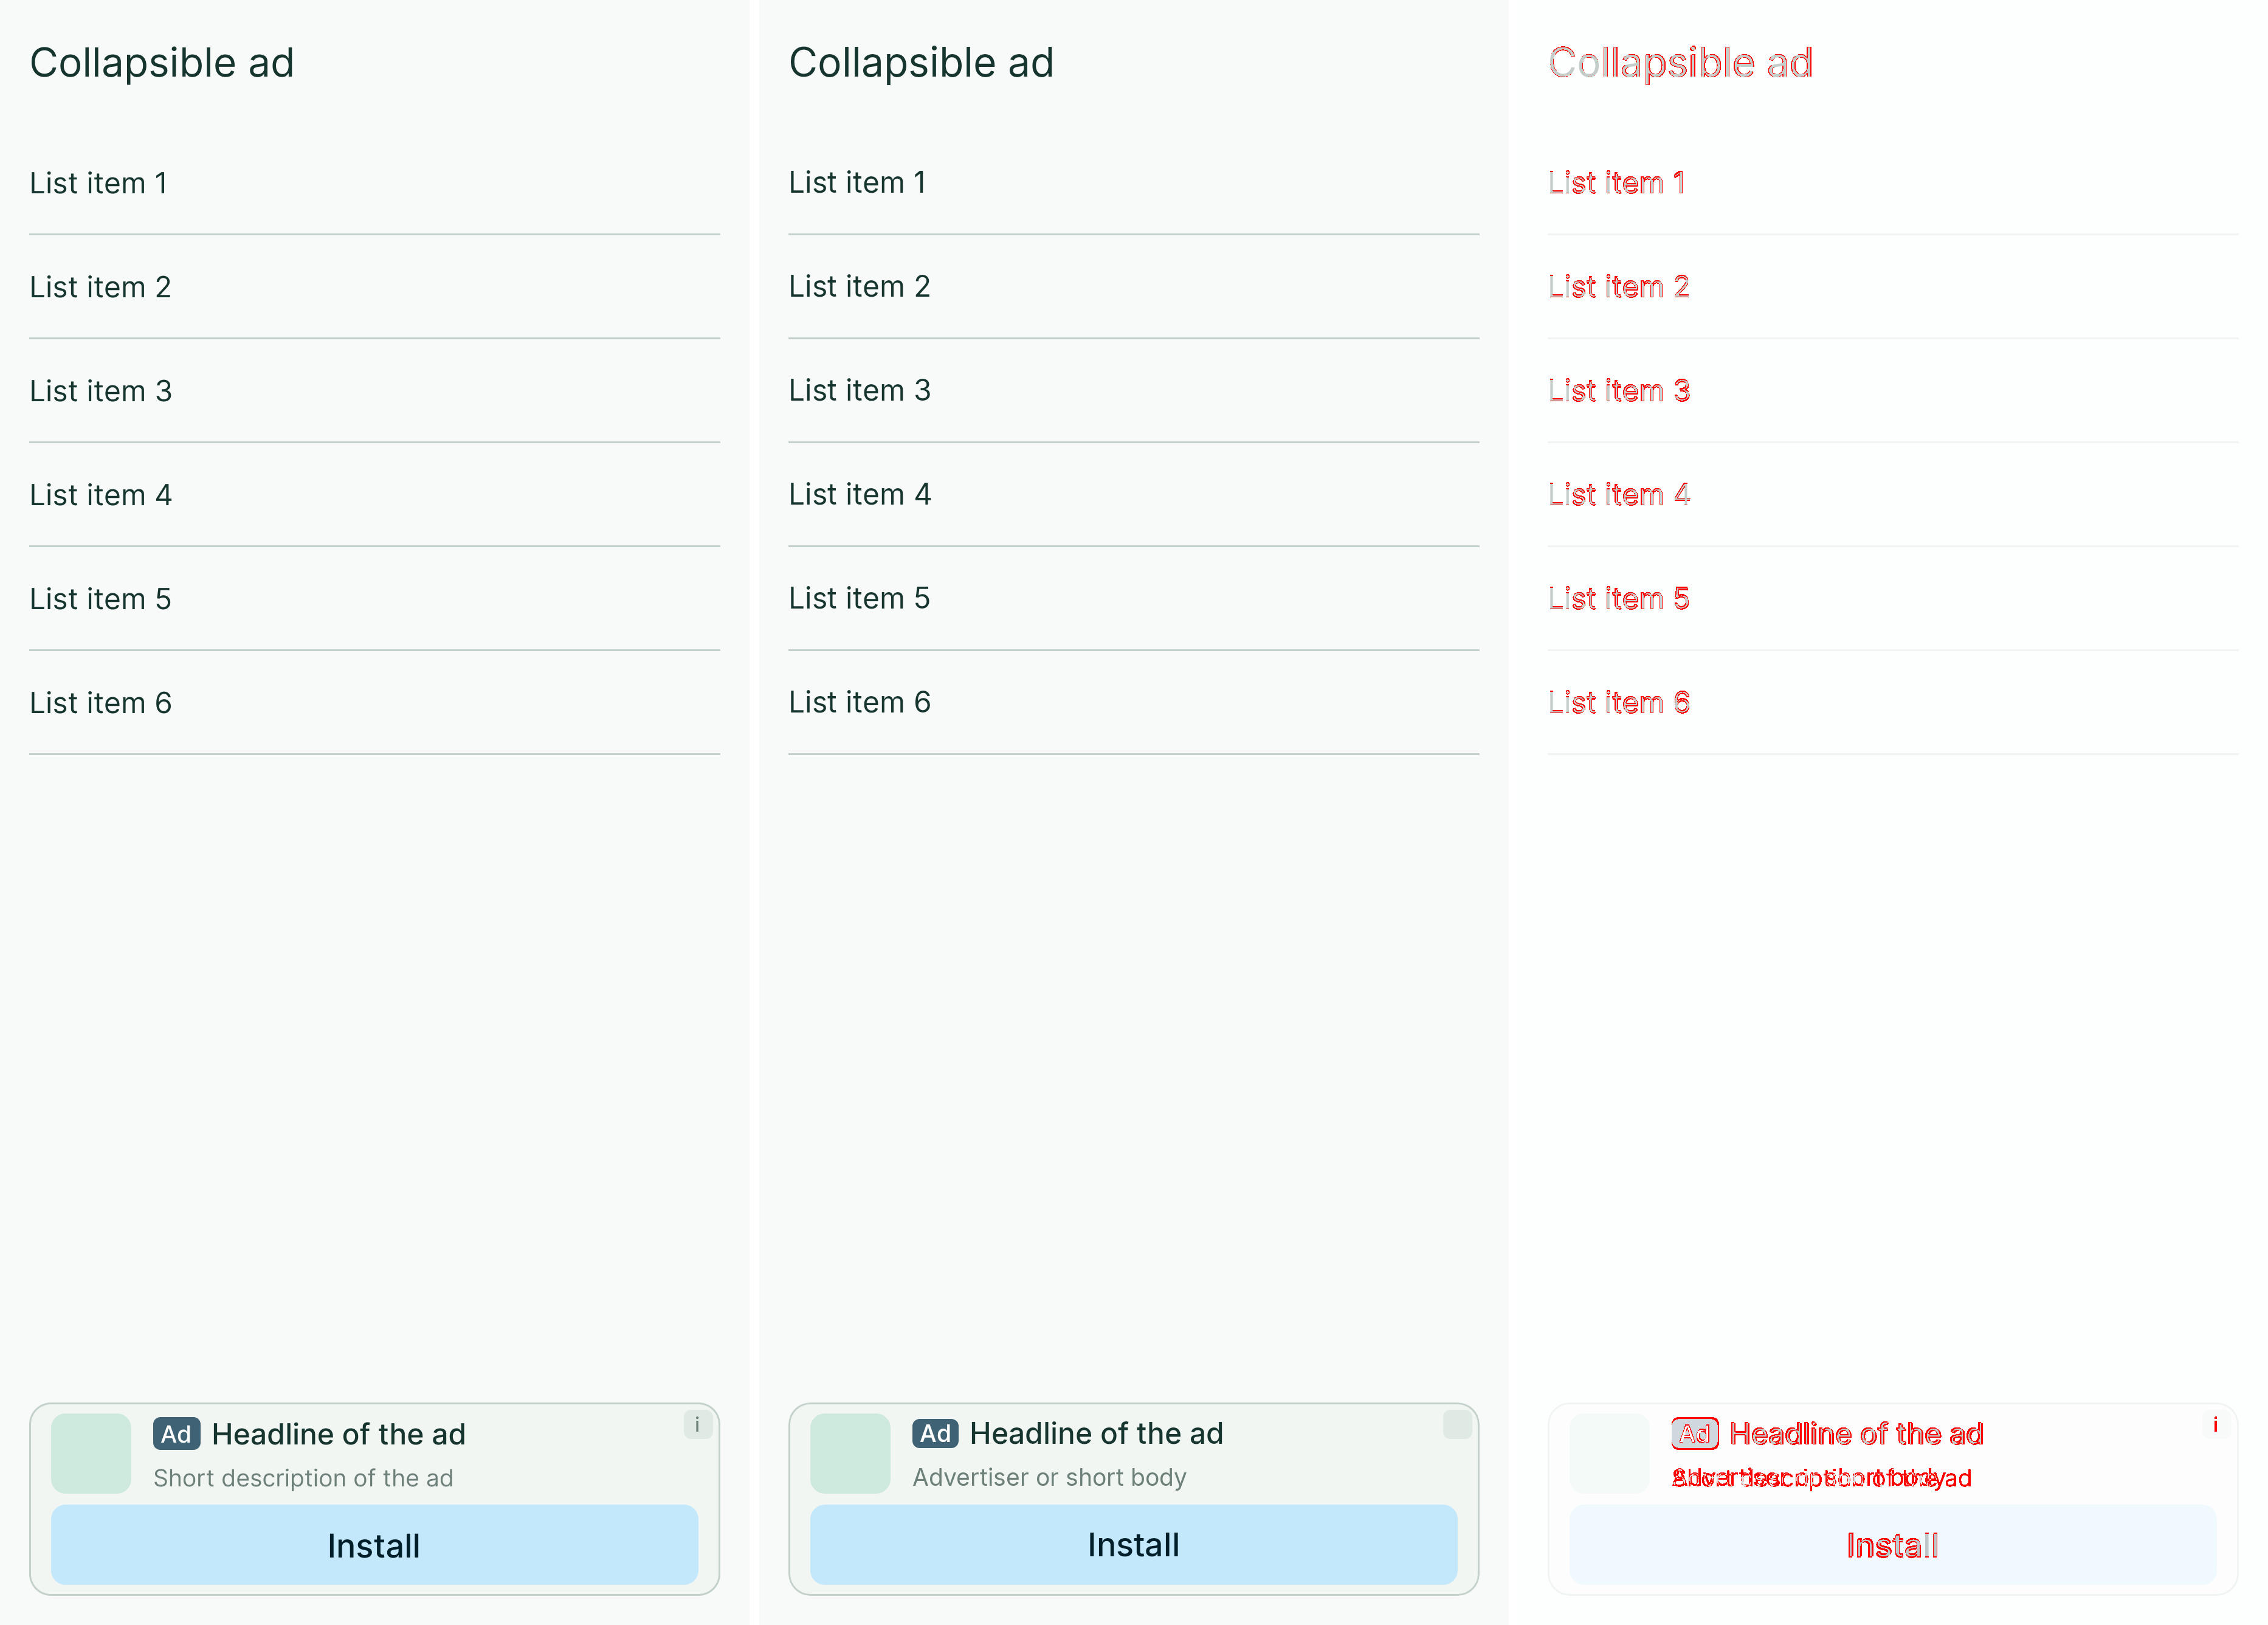 Collapsible ad
List item 1
List item 2
List item 3
List item 4
List item 5
List item 6
Ad Headline of the ad
i
Short description of the ad
Install
Collapsible ad
List item 1
List item 2
List item 3
List item 4
List item 5
List item 6
Ad Headline of the ad
Advertiser or short body
Install
Collapsible ad
List item 1
List item 2
List item 3
List item 4
List item 5
List item 6
Ad Headline of the ad
i
Install